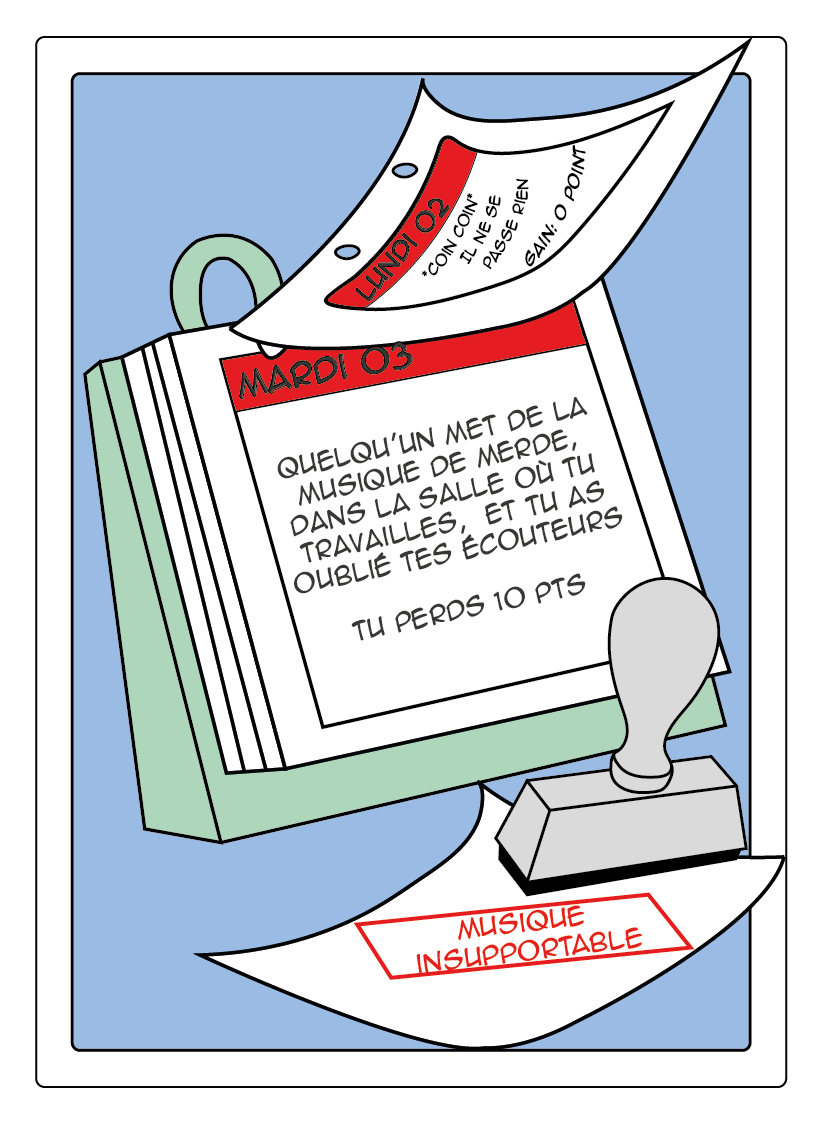 LUNDI 02
*COIN COIN*
IL NE SE
PASSE RIEN
GAIN: 0 POINT
MARDI 03
QUELQU'UN MET DE LA
MUSIQUE DE MERDE,
DANS LA SALLE OÙ TU
TRAVAILLES, ET TU AS
OUBLIÉ TES ÉCOUTEURS
TU PERDS 10 PTS
MUSIQUE
INSUPPORTABLE